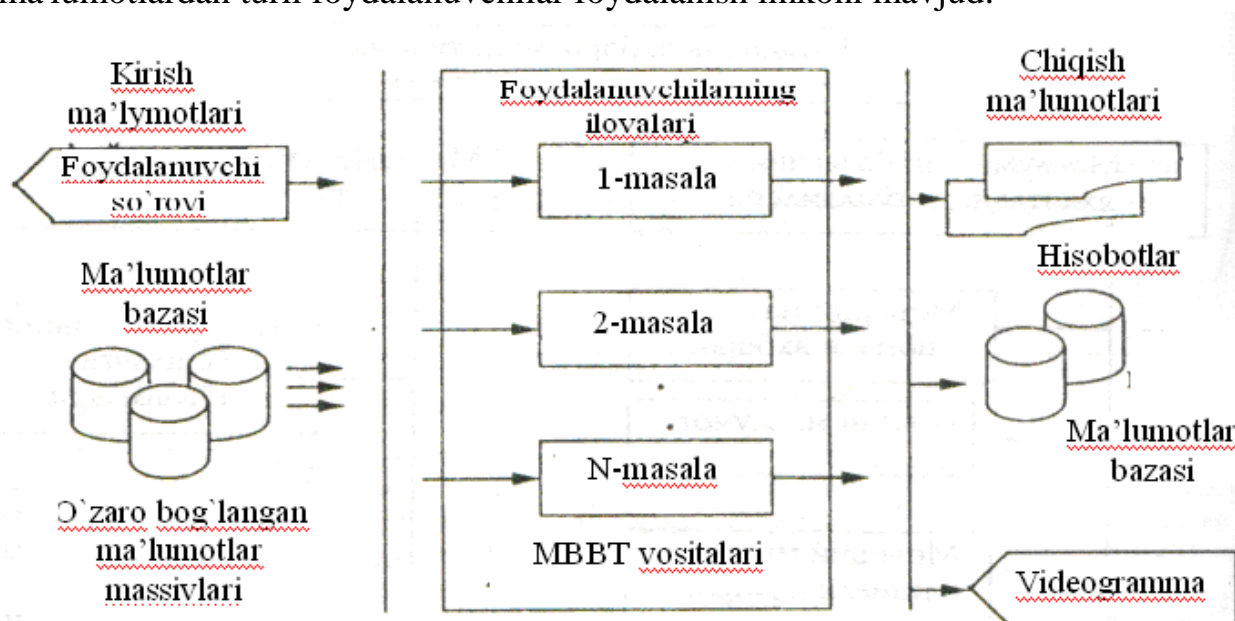 ma'lumotlardan turli foydalanuvchilar foydalanish imkoni mavjud.
Kirish
ma'lymotlari
Foydalanuvchi
so`rovi
Ma'lumotlar
bazasi
O`zaro bog`langan
ma'lumotlar
massivlari
Foydalanuvchilarning
ilovalari
1-masala
2-masala
N-masala
MBBT vositalari
Chiqish
ma'lumotlari
Hisobotlar
Ma'lumotlar
bazasi
Videogramma